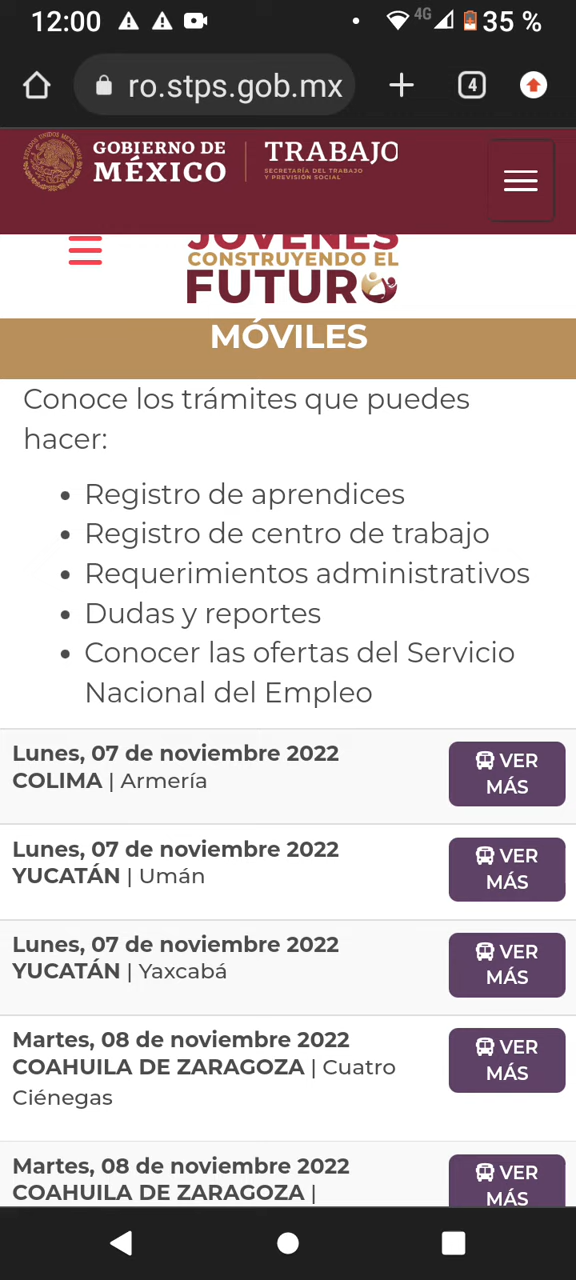 12:00
4G
35 %
ro.stps.gob.mx
4
GOBIERNO DE
MÉXICO
TRABAJO
SECRETARÍA DEL TRABAJO
Y PREVISIÓN SOCIAL
JÓVENES
CONSTRUYENDO EL
FUTURO
MÓVILES
Conoce los trámites que puedes
hacer:
• Registro de aprendices
• Registro de centro de trabajo
• Requerimientos administrativos
• Dudas y reportes
• Conocer las ofertas del Servicio
Nacional del Empleo
Lunes, 07 de noviembre 2022
COLIMA | Armería
VER
MÁS
Lunes, 07 de noviembre 2022
YUCATÁN | Umán
VER
MÁS
Lunes, 07 de noviembre 2022
YUCATÁN | Yaxcabá
VER
MÁS
Martes, 08 de noviembre 2022
COAHUILA DE ZARAGOZA | Cuatro
Ciénegas
VER
MÁS
Martes, 08 de noviembre 2022
COAHUILA DE ZARAGOZA |
VER
MÁS